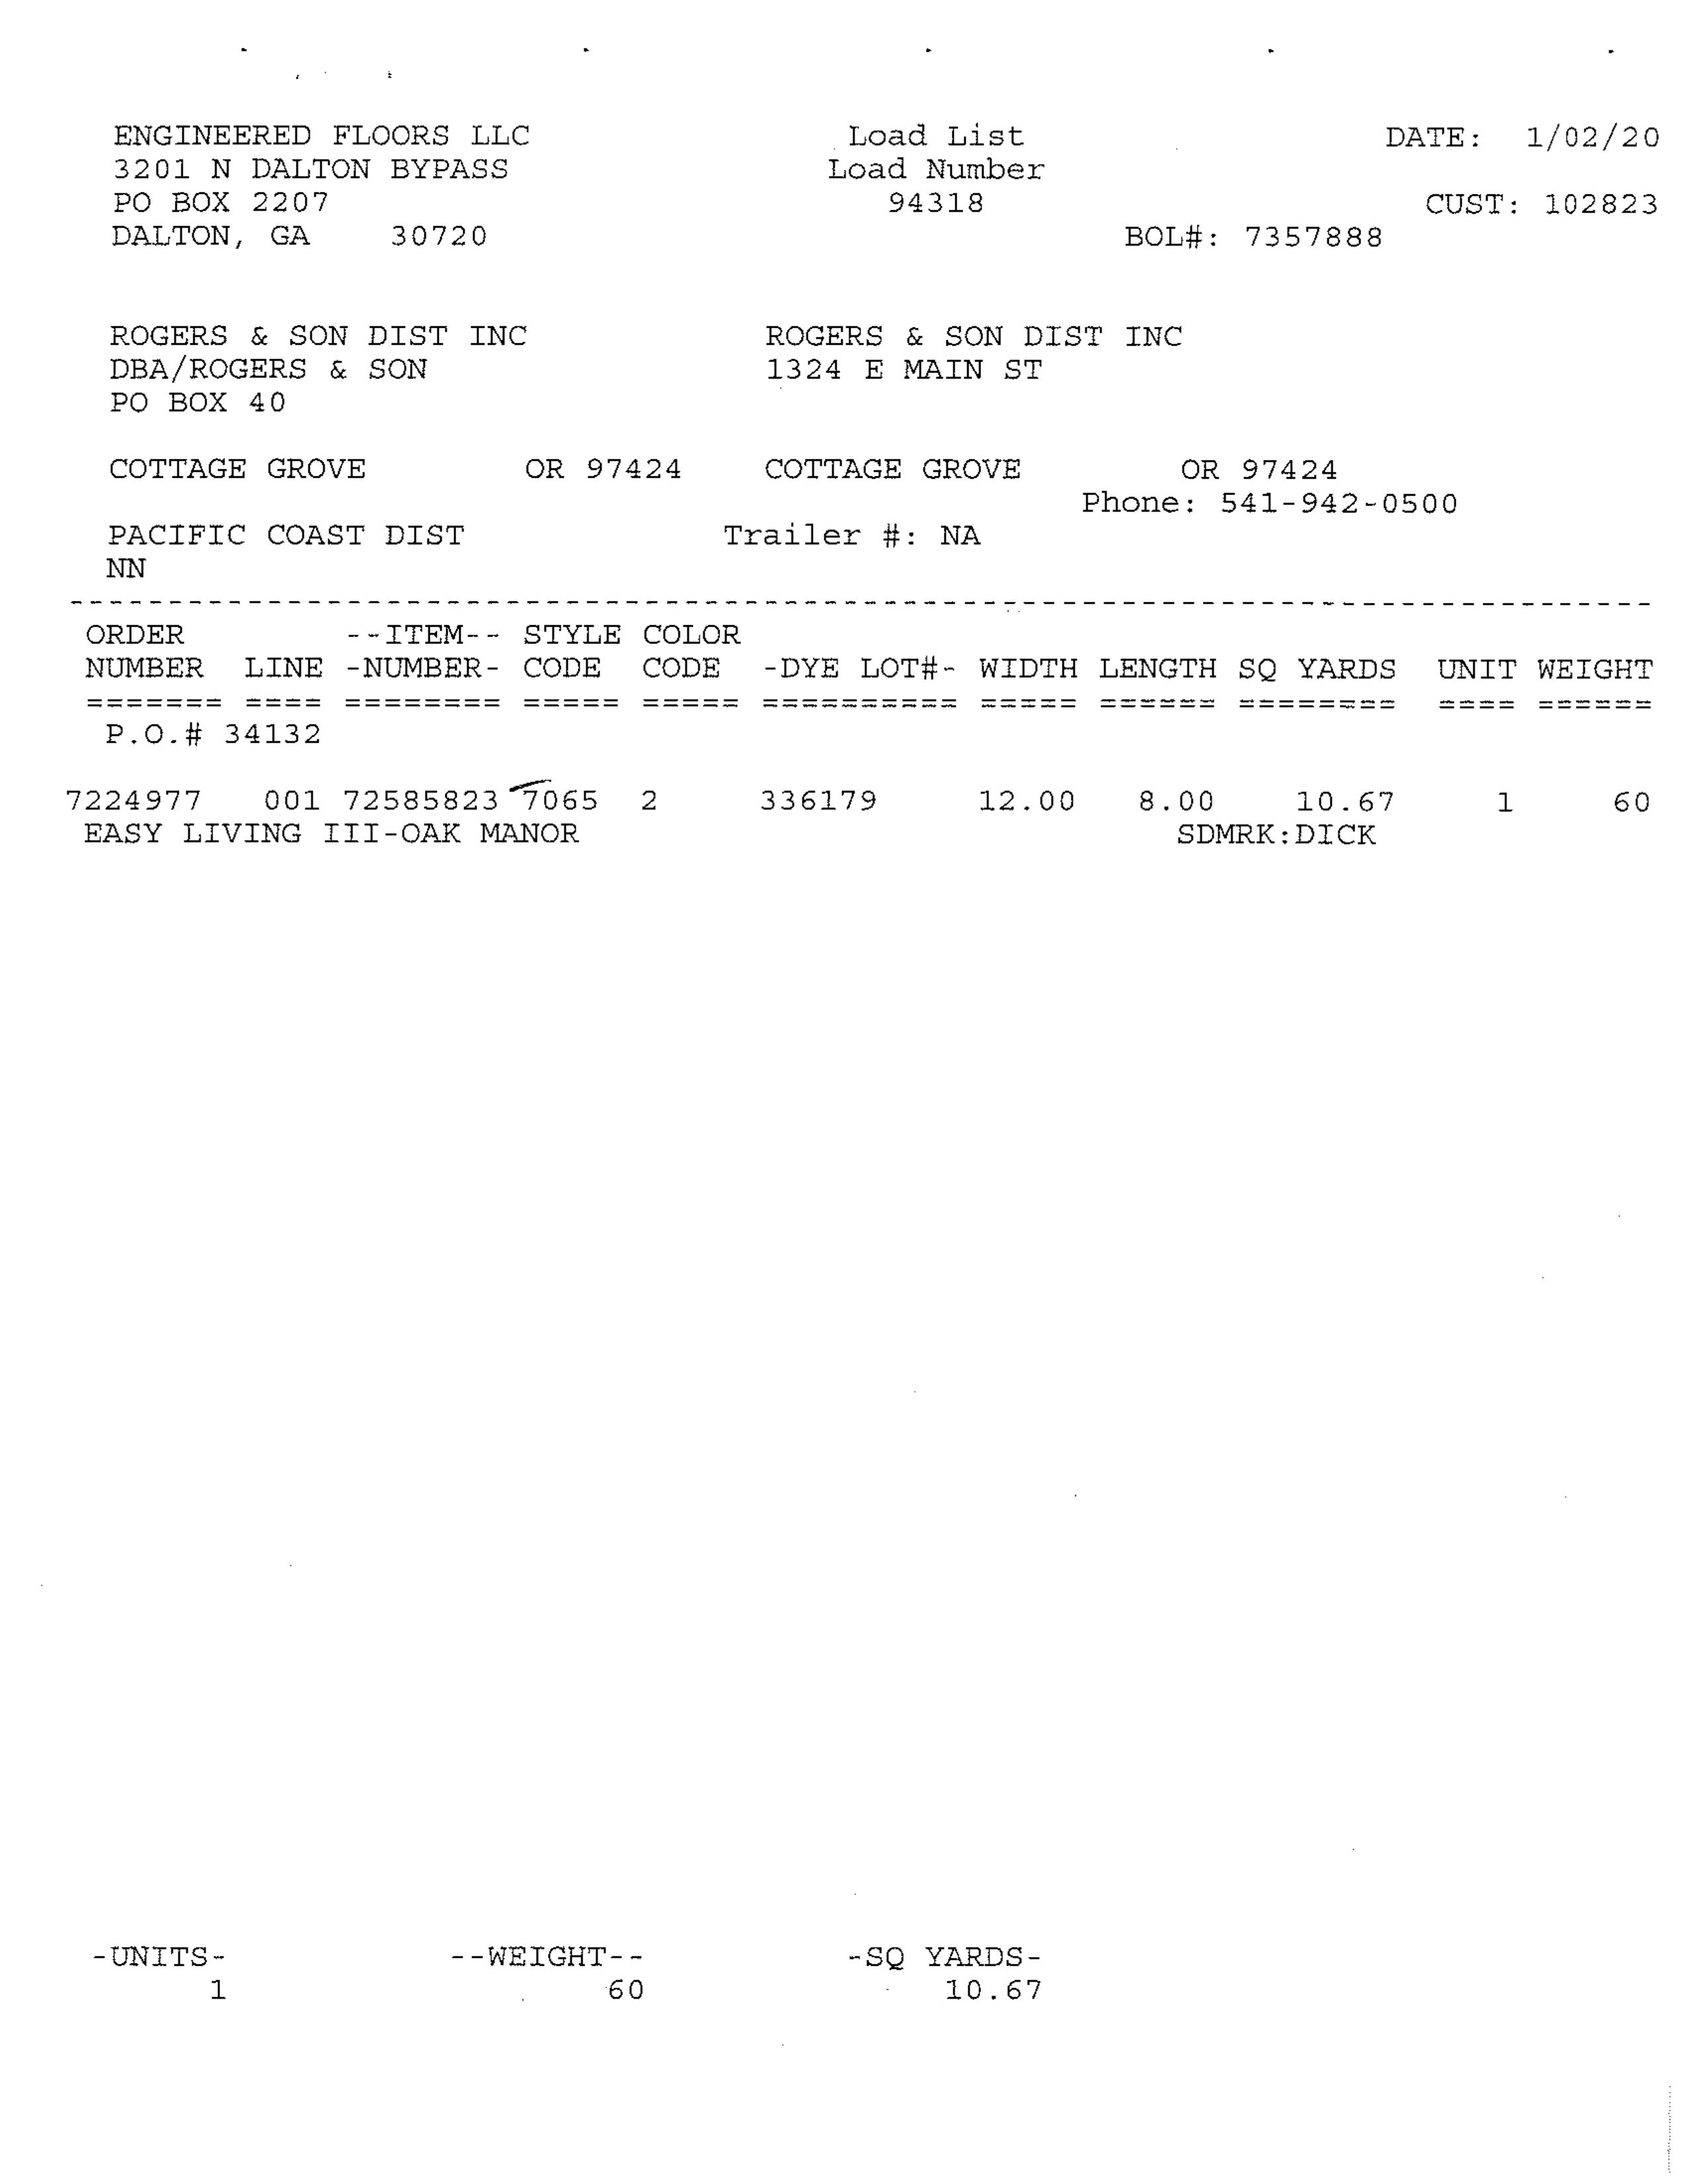 ENGINEERED FLOORS LLC Load List DATE: 1/02/20
3201 N DALTON BYPASS Load Number
PO BOX 2207 94318 CUST: 102823
DALTON, GA 30720 BOL#: 7357888
ROGERS & SON DIST INC ROGERS & SON DIST INC
DBA/ROGERS & SON 1324 E MAIN ST
PO BOX 40
COTTAGE GROVE OR 97424 COTTAGE GROVE OR 97424
Phone: 541-942-0500
PACIFIC COAST DIST Trailer #: NA
NN
ORDER --ITEM-- STYLE COLOR
NUMBER LINE -NUMBER- CODE CODE -DYE LOT#- WIDTH LENGTH SQ YARDS UNIT WEIGHT
======= ==== ======== ===== ===== ========== ===== ====== ======== ==== ======
P.O.# 34132
7224977 001 72585823 7065 2 336179 12.00 8.00 10.67 1 60
EASY LIVING III-OAK MANOR SDMRK:DICK
-UNITS- --WEIGHT-- -SQ YARDS-
1 60 10.67